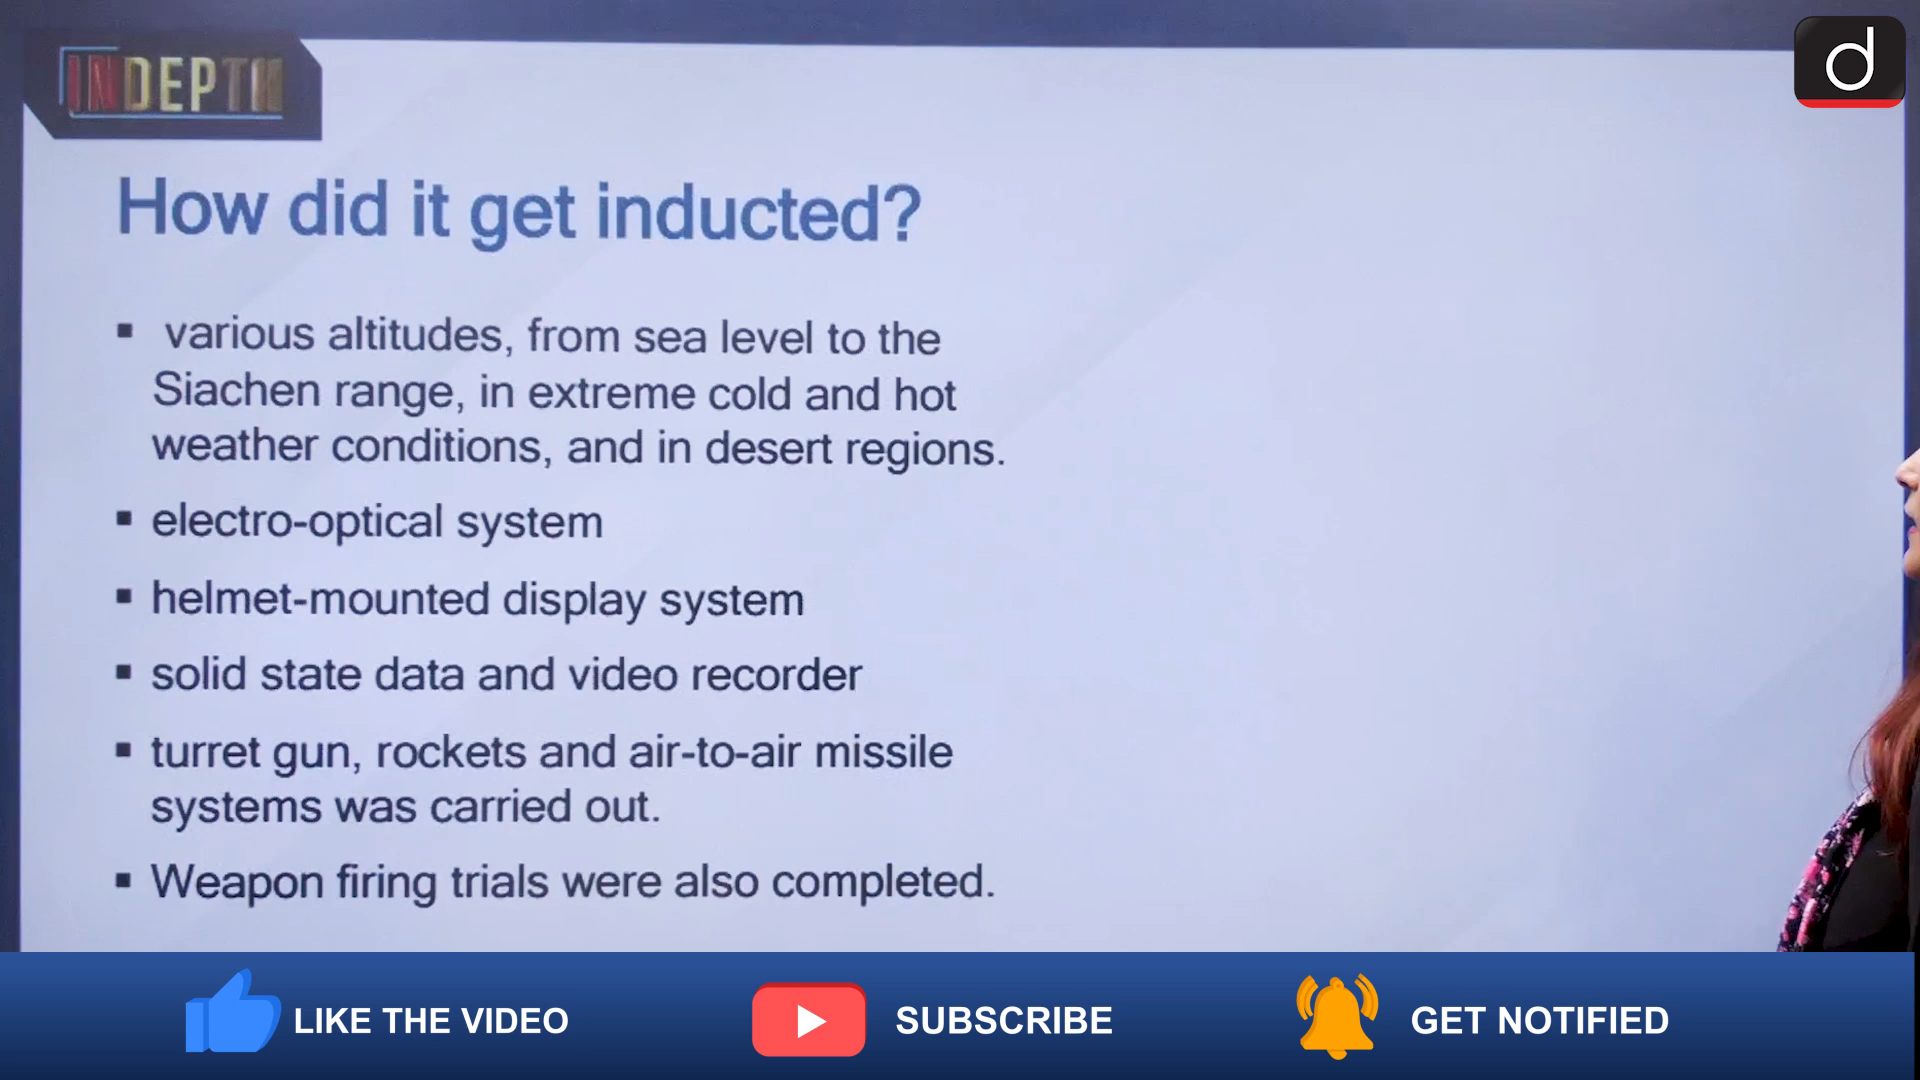 INDEPTH
d
How did it get inducted?
▪ various altitudes, from sea level to the
Siachen range, in extreme cold and hot
weather conditions, and in desert regions.
▪ electro-optical system
▪ helmet-mounted display system
▪ solid state data and video recorder
▪ turret gun, rockets and air-to-air missile
systems was carried out.
▪ Weapon firing trials were also completed.
LIKE THE VIDEO
SUBSCRIBE
GET NOTIFIED